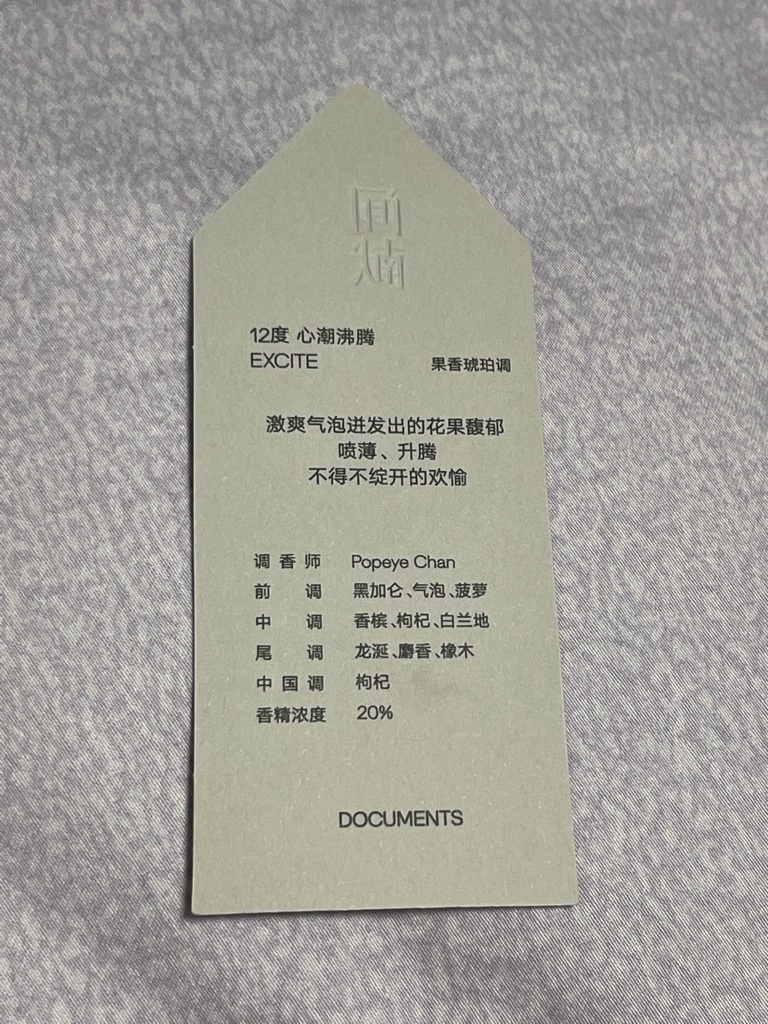 闻献
12度 心潮沸腾
EXCITE 果香琥珀调
激爽气泡迸发出的花果馥郁
喷薄、升腾
不得不绽开的欢愉
调香师 Popeye Chan
前调 黑加仑、气泡、菠萝
中调 香槟、枸杞、白兰地
尾调 龙涎、麝香、橡木
中国调 枸杞
香精浓度 20%
DOCUMENTS